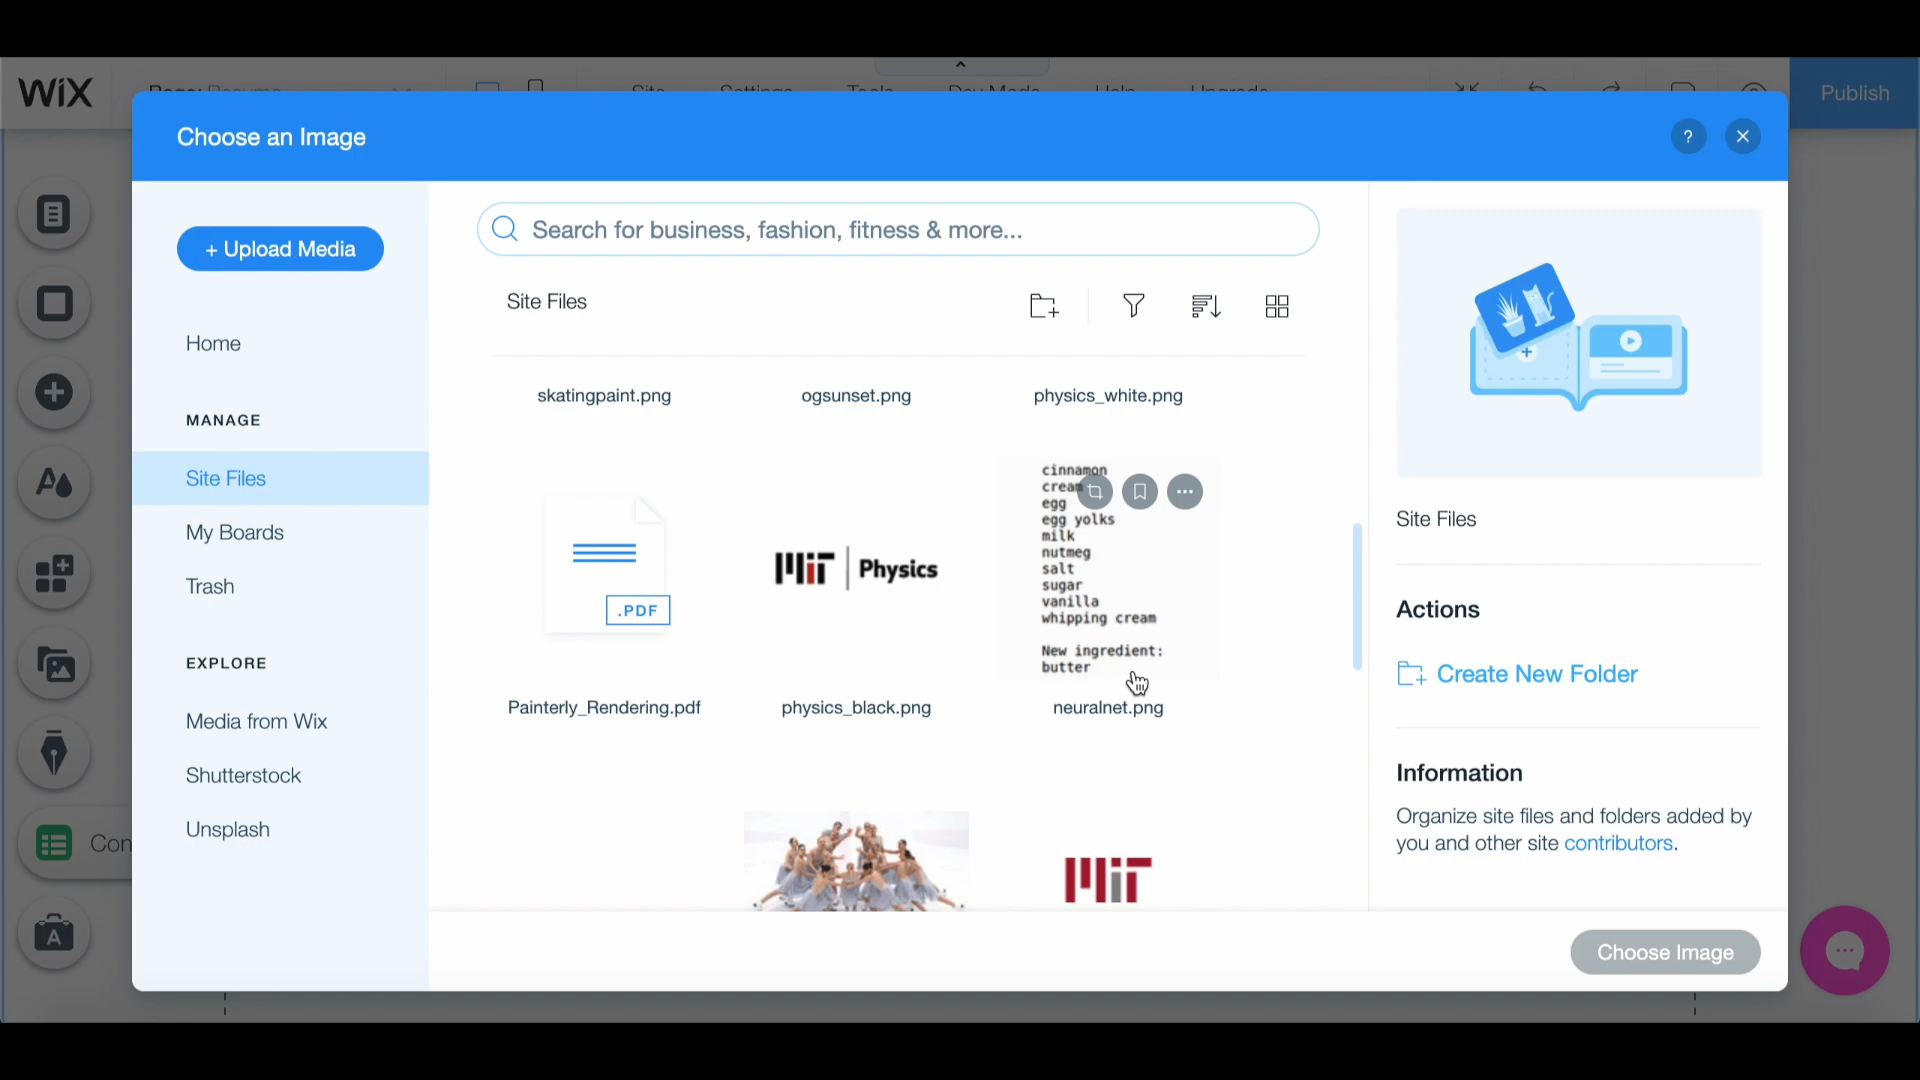 WiX
Publish
Choose an Image
?
+ Upload Media
Home
MANAGE
Site Files
My Boards
Trash
EXPLORE
Media from Wix
Shutterstock
Unsplash
Con
Search for business, fashion, fitness & more...
Site Files
skatingpaint.png
ogsunset.png
physics_white.png
.PDF
Painterly_Rendering.pdf
MIT Physics
physics_black.png
cinnamon
cream
egg
egg yolks
milk
nutmeg
salt
sugar
vanilla
whipping cream
New ingredient:
butter
neuralnet.png
MIT
Site Files
Actions
Create New Folder
Information
Organize site files and folders added by
you and other site contributors.
Choose Image